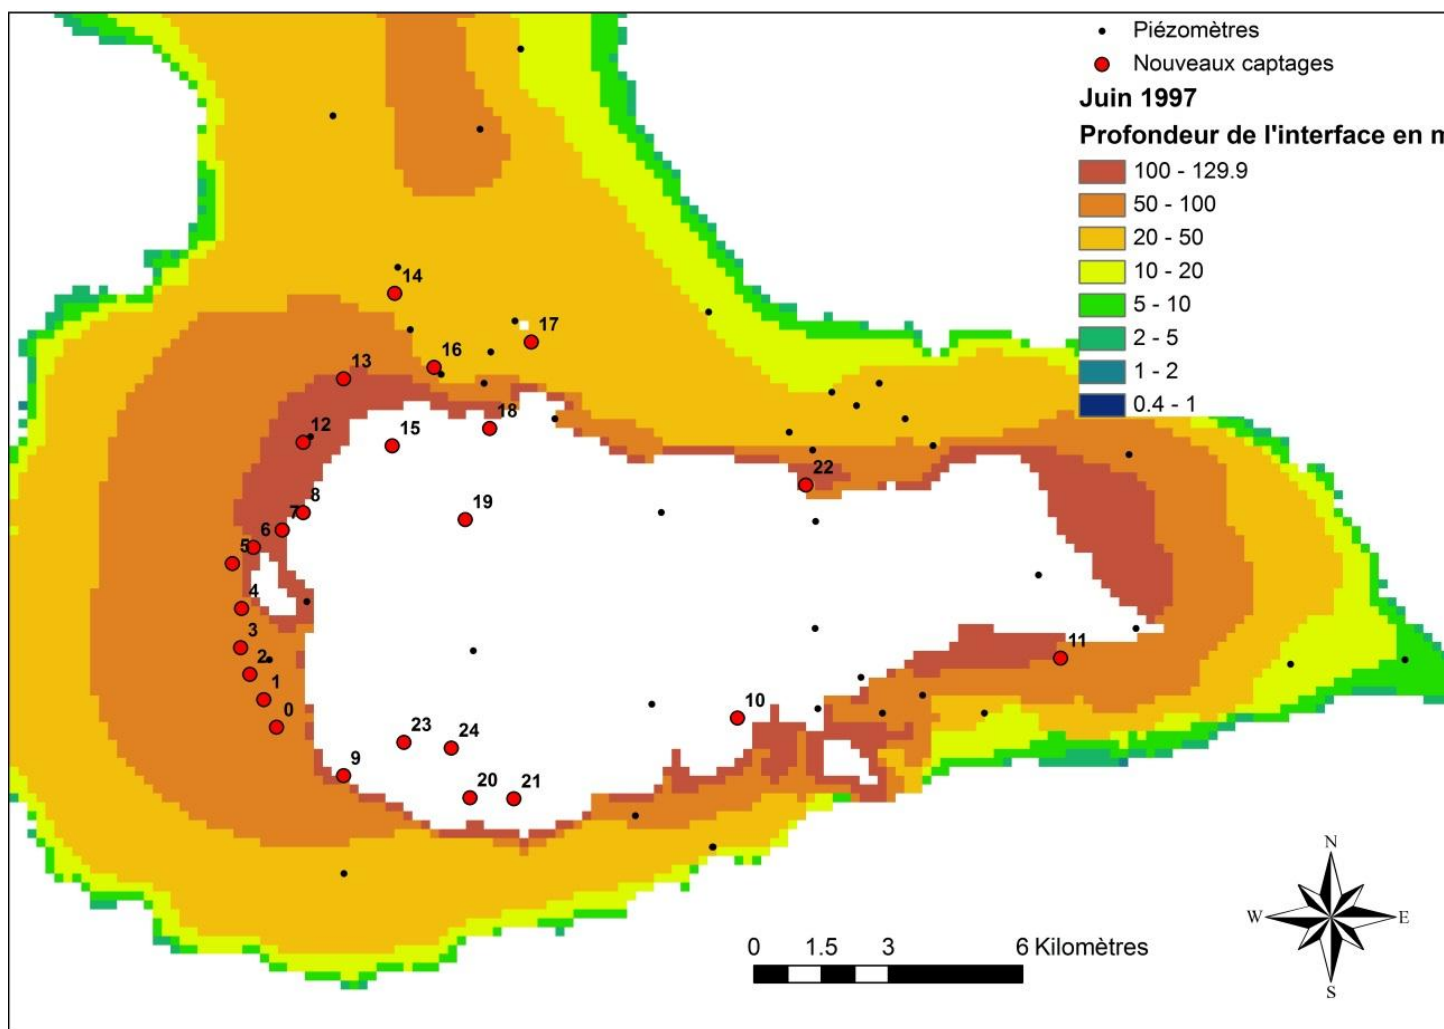 Piézomètres
Nouveaux captages
Juin 1997
Profondeur de l'interface en m
100 - 129.9
50 - 100
20 - 50
10 - 20
5 - 10
2 - 5
1 - 2
0.4 - 1
14
17
16
13
18
12
15
22
8
19
7
6
5
4
3
11
2
1
10
0
23
24
9
20
21
N
W
E
S
0 1.5 3 6 Kilomètres